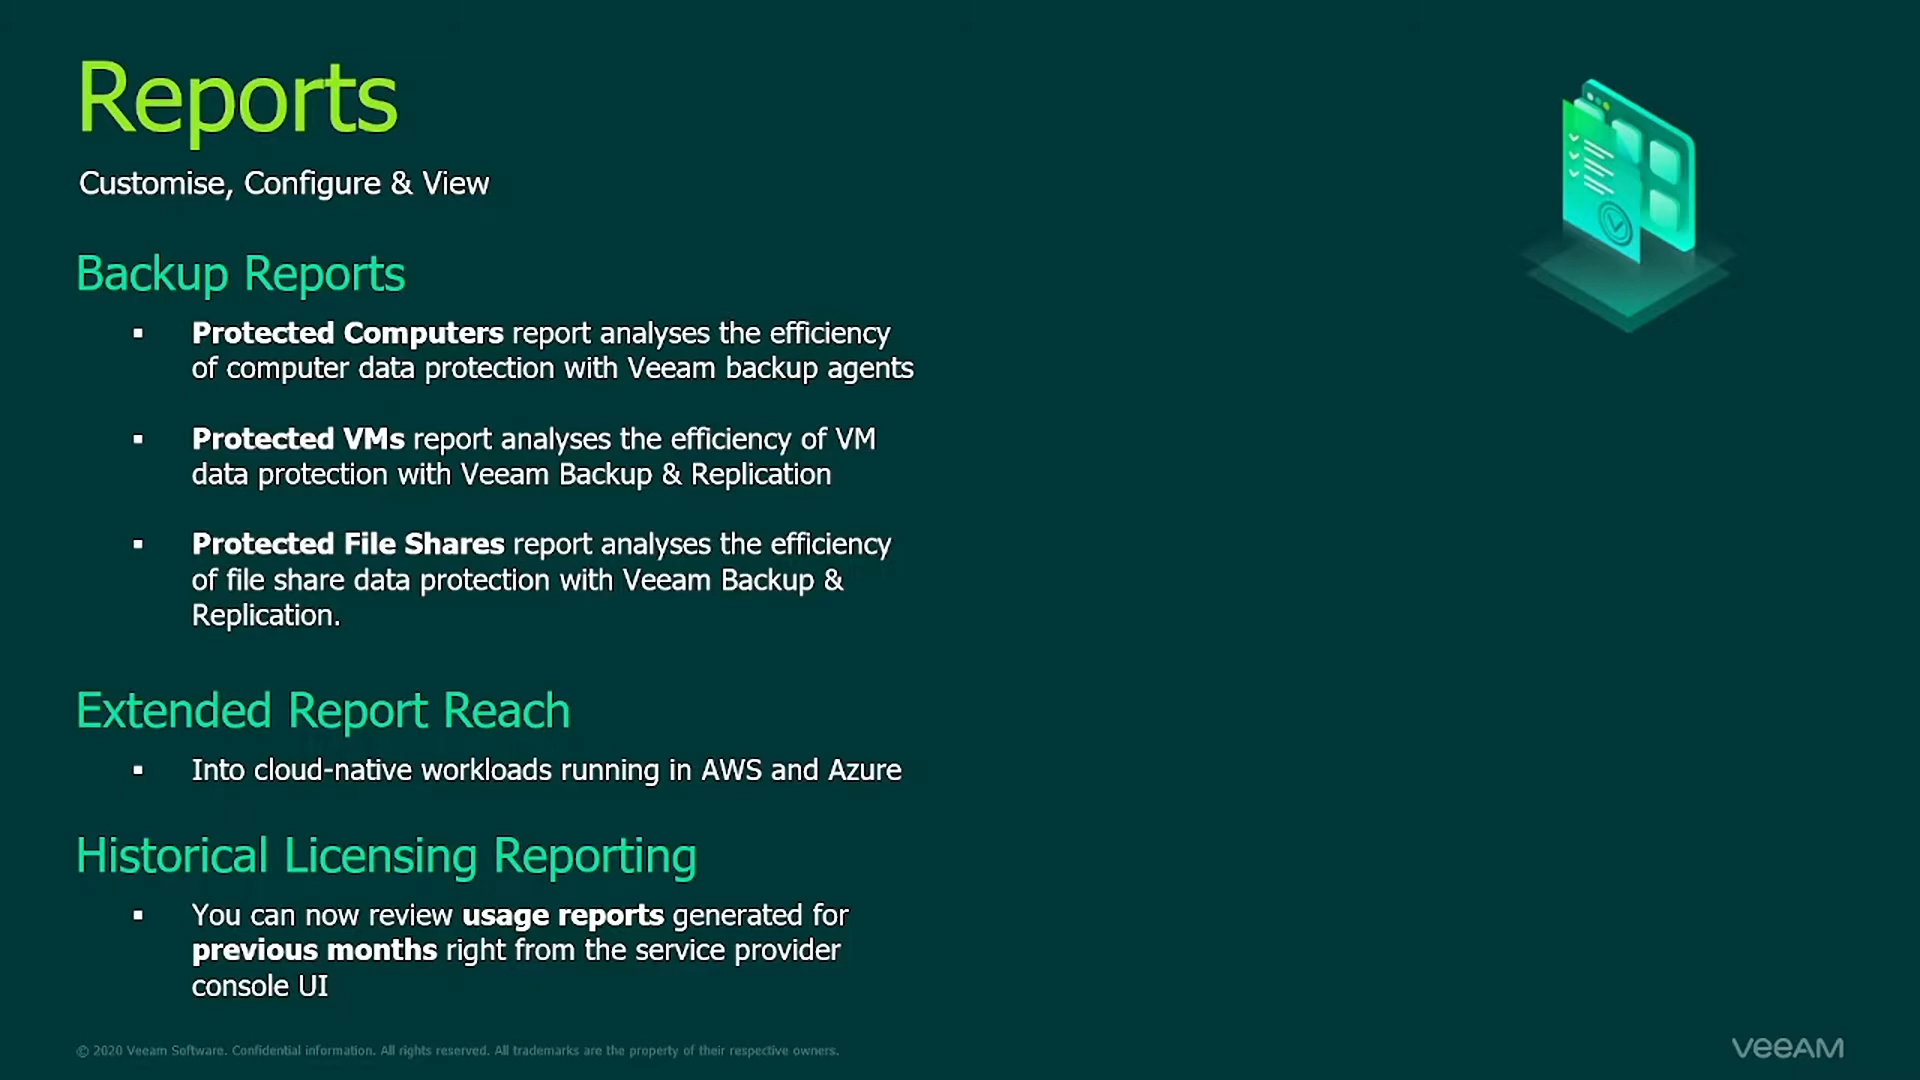 Reports
Customise, Configure & View
Backup Reports
▪ Protected Computers report analyses the efficiency
of computer data protection with Veeam backup agents
▪ Protected VMs report analyses the efficiency of VM
data protection with Veeam Backup & Replication
▪ Protected File Shares report analyses the efficiency
of file share data protection with Veeam Backup &
Replication.
Extended Report Reach
▪ Into cloud-native workloads running in AWS and Azure
Historical Licensing Reporting
▪ You can now review usage reports generated for
previous months right from the service provider
console UI
© 2020 Veeam Software. Confidential information. All rights reserved. All trademarks are the property of their respective owners.
VEEAM